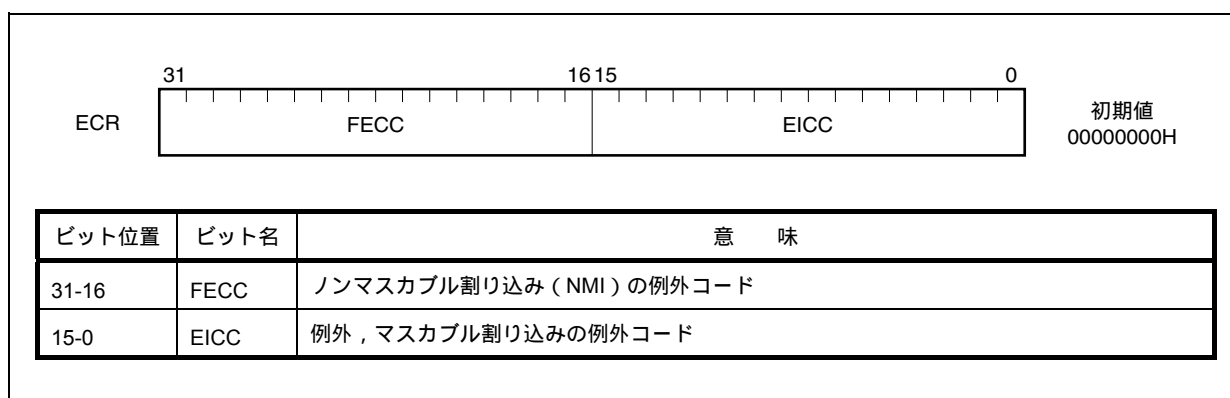 31 16 15 0
ECR FECC EICC 初期値
00000000H
ビット位置 ビット名 意 味
31-16 FECC ノンマスカブル割り込み(NMI)の例外コード
15-0 EICC 例外,マスカブル割り込みの例外コード